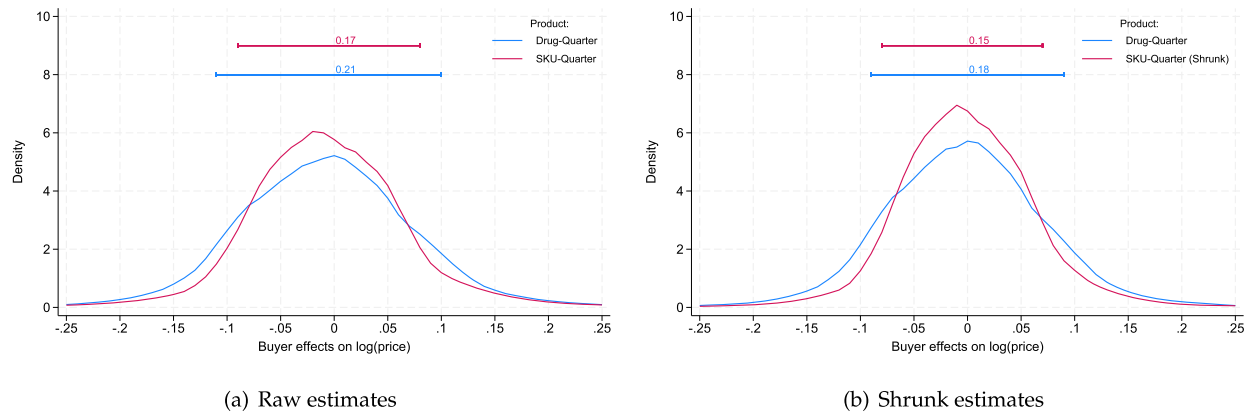 10
8
6
4
2
0
Density
Product:
Drug-Quarter
SKU-Quarter
0.17
0.21
-.25 -.2 -.15 -.1 -.05 0 .05 .1 .15 .2 .25
Buyer effects on log(price)
(a) Raw estimates
10
8
6
4
2
0
Density
Product:
Drug-Quarter
SKU-Quarter (Shrunk)
0.15
0.18
-.25 -.2 -.15 -.1 -.05 0 .05 .1 .15 .2 .25
Buyer effects on log(price)
(b) Shrunk estimates